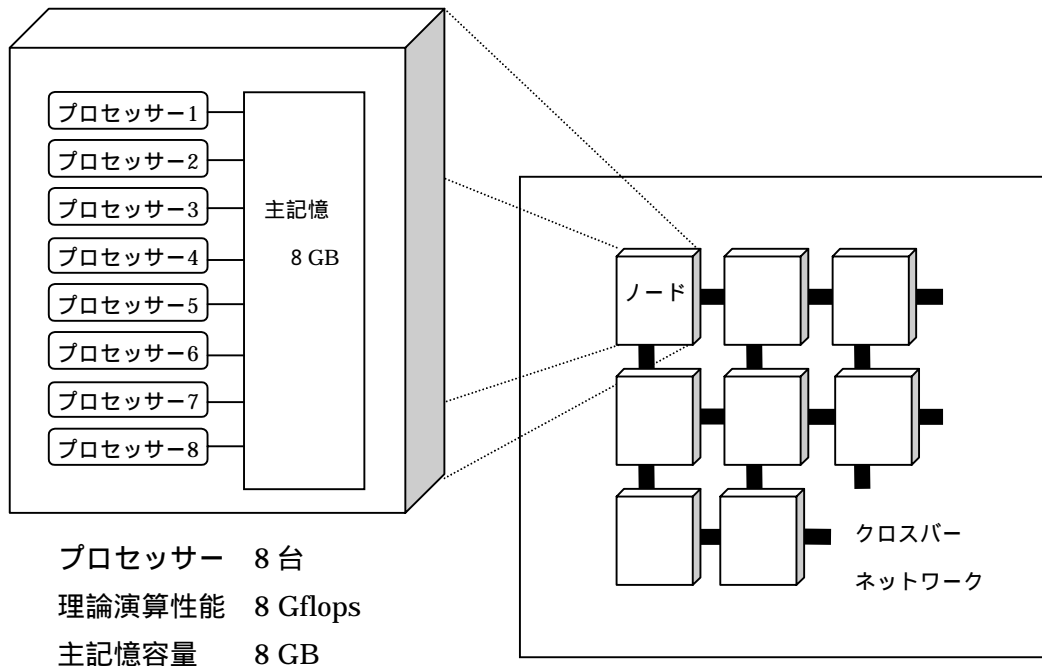 プロセッサー1
プロセッサー2
プロセッサー3
プロセッサー4
プロセッサー5
プロセッサー6
プロセッサー7
プロセッサー8
主記憶
8 GB
ノード
クロスバー
ネットワーク
プロセッサー 8 台
理論演算性能 8 Gflops
主記憶容量 8 GB